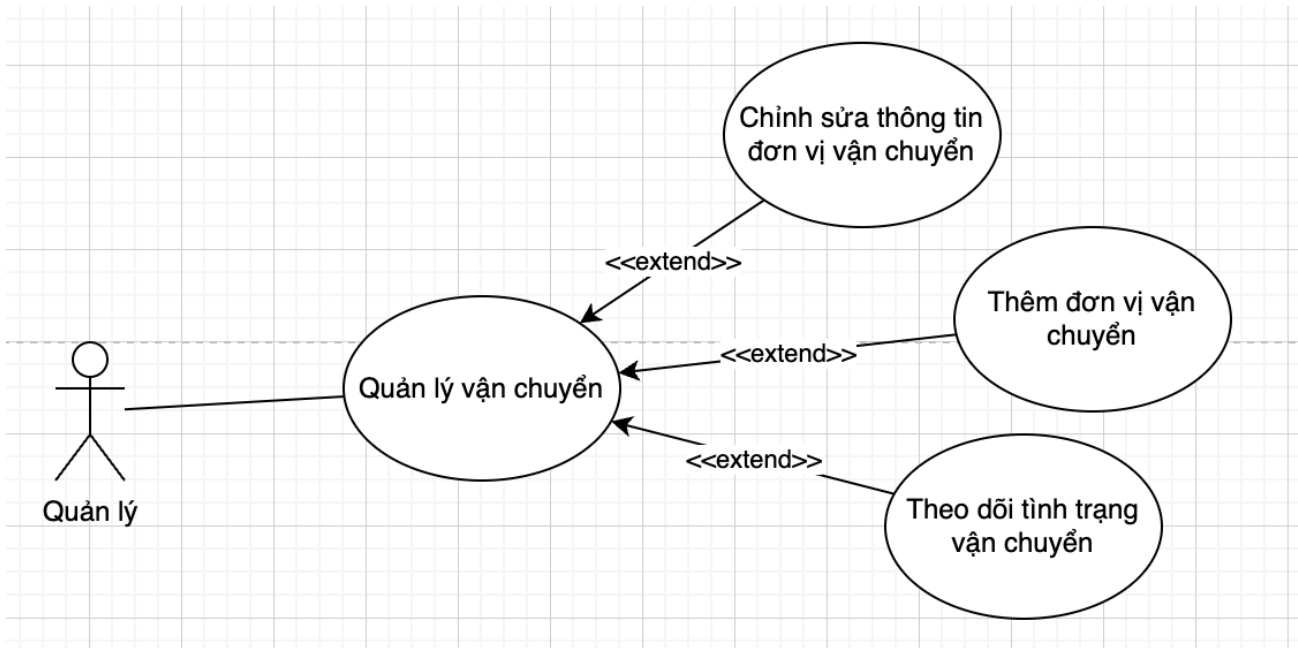 Chỉnh sửa thông tin
đơn vị vận chuyển
<<extend>>
Thêm đơn vị vận
chuyển
<<extend>>
Quản lý vận chuyển
<<extend>>
Theo dõi tình trạng
vận chuyển
Quản lý